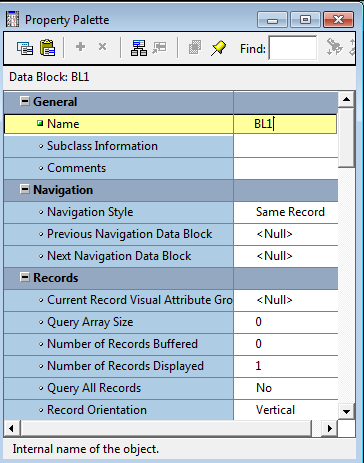 Property Palette
Find:
Data Block: BL1
General
Name BL1
Subclass Information
Comments
Navigation
Navigation Style Same Record
Previous Navigation Data Block <Null>
Next Navigation Data Block <Null>
Records
Current Record Visual Attribute Gro <Null>
Query Array Size 0
Number of Records Buffered 0
Number of Records Displayed 1
Query All Records No
Record Orientation Vertical
Internal name of the object.